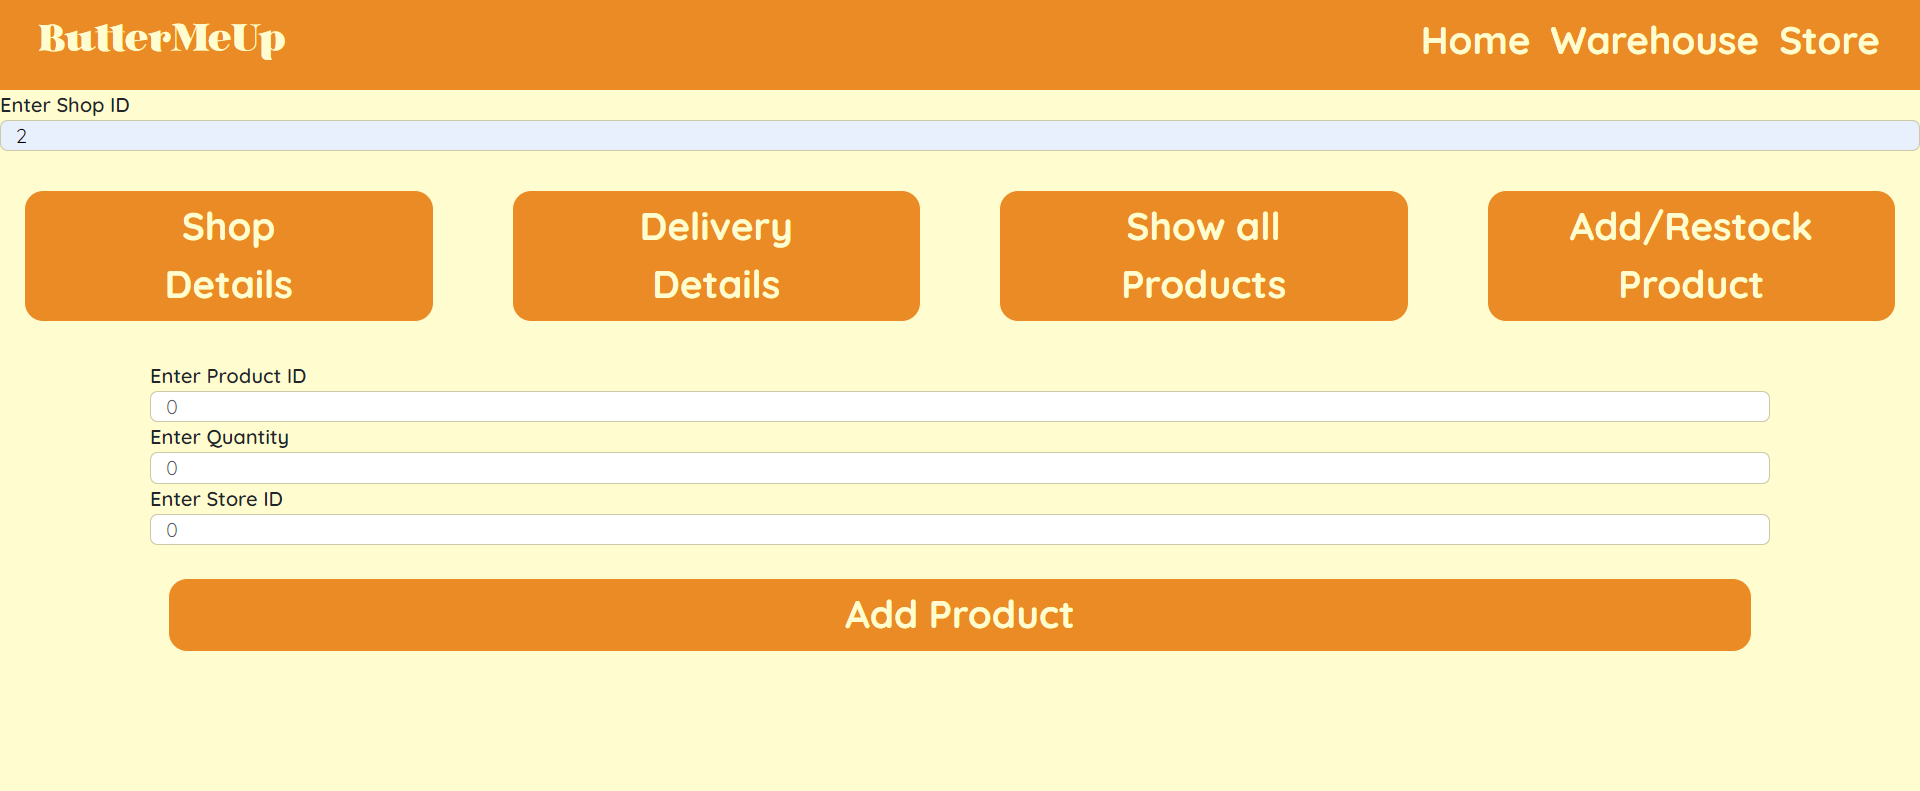 ButterMeUp
Home Warehouse Store
Enter Shop ID
2
Shop
Details
Delivery
Details
Show all
Products
Add/Restock
Product
Enter Product ID
0
Enter Quantity
0
Enter Store ID
0
Add Product